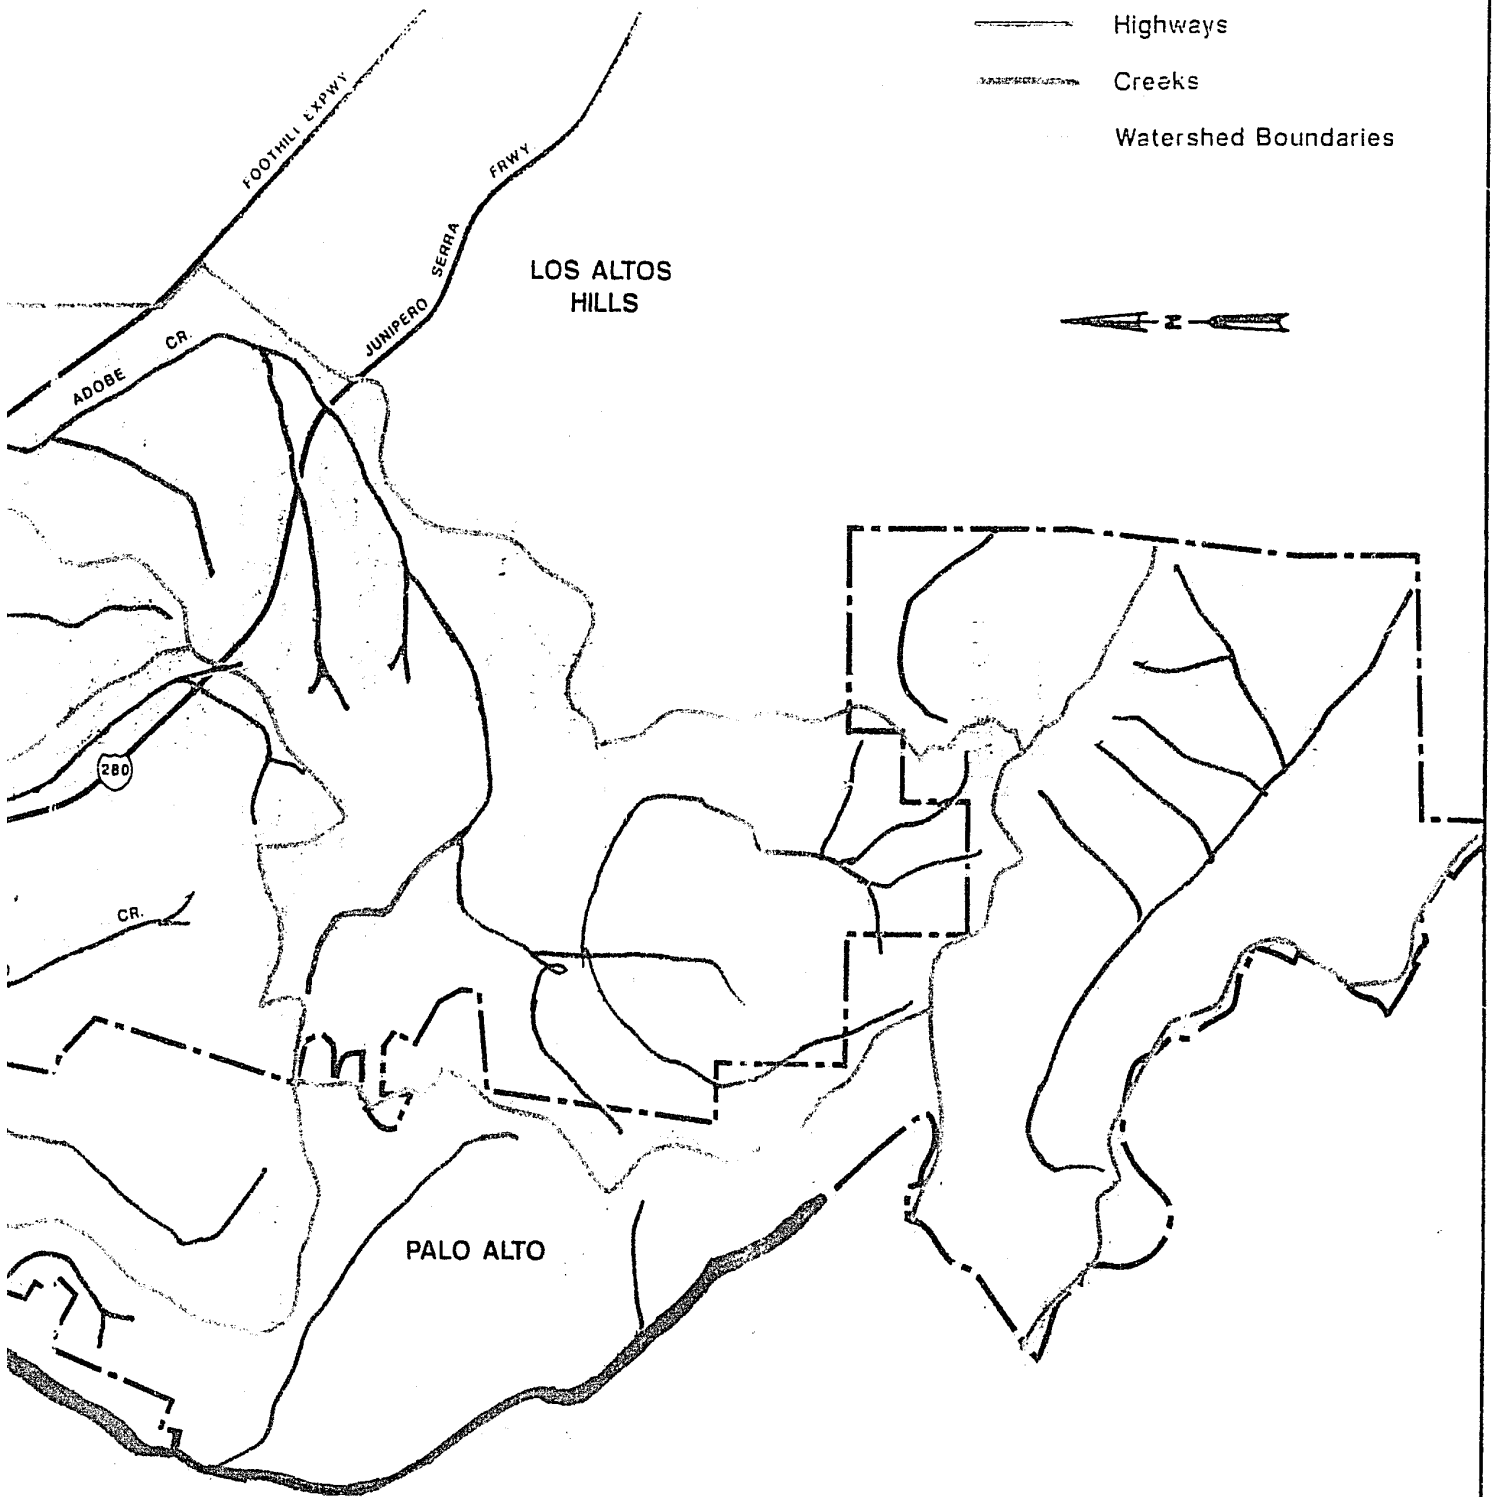 Highways
Creeks
Watershed Boundaries
FOOTHILL EXPWY
JUNIPERO SERRA FRWY
LOS ALTOS
HILLS
N
ADOBE CR.
280
CR.
PALO ALTO